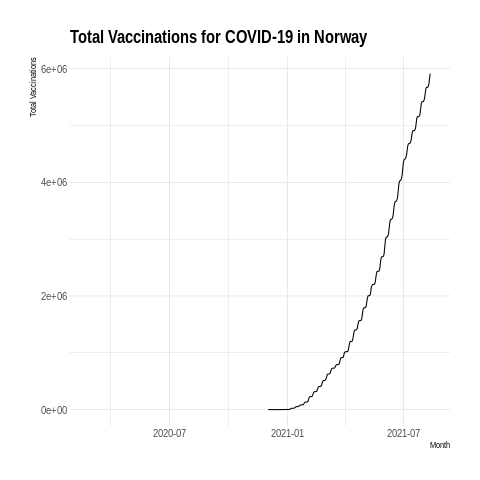 Total Vaccinations for COVID-19 in Norway
Total Vaccinations
6e+06
4e+06
2e+06
0e+00
2020-07 2021-01 2021-07
Month